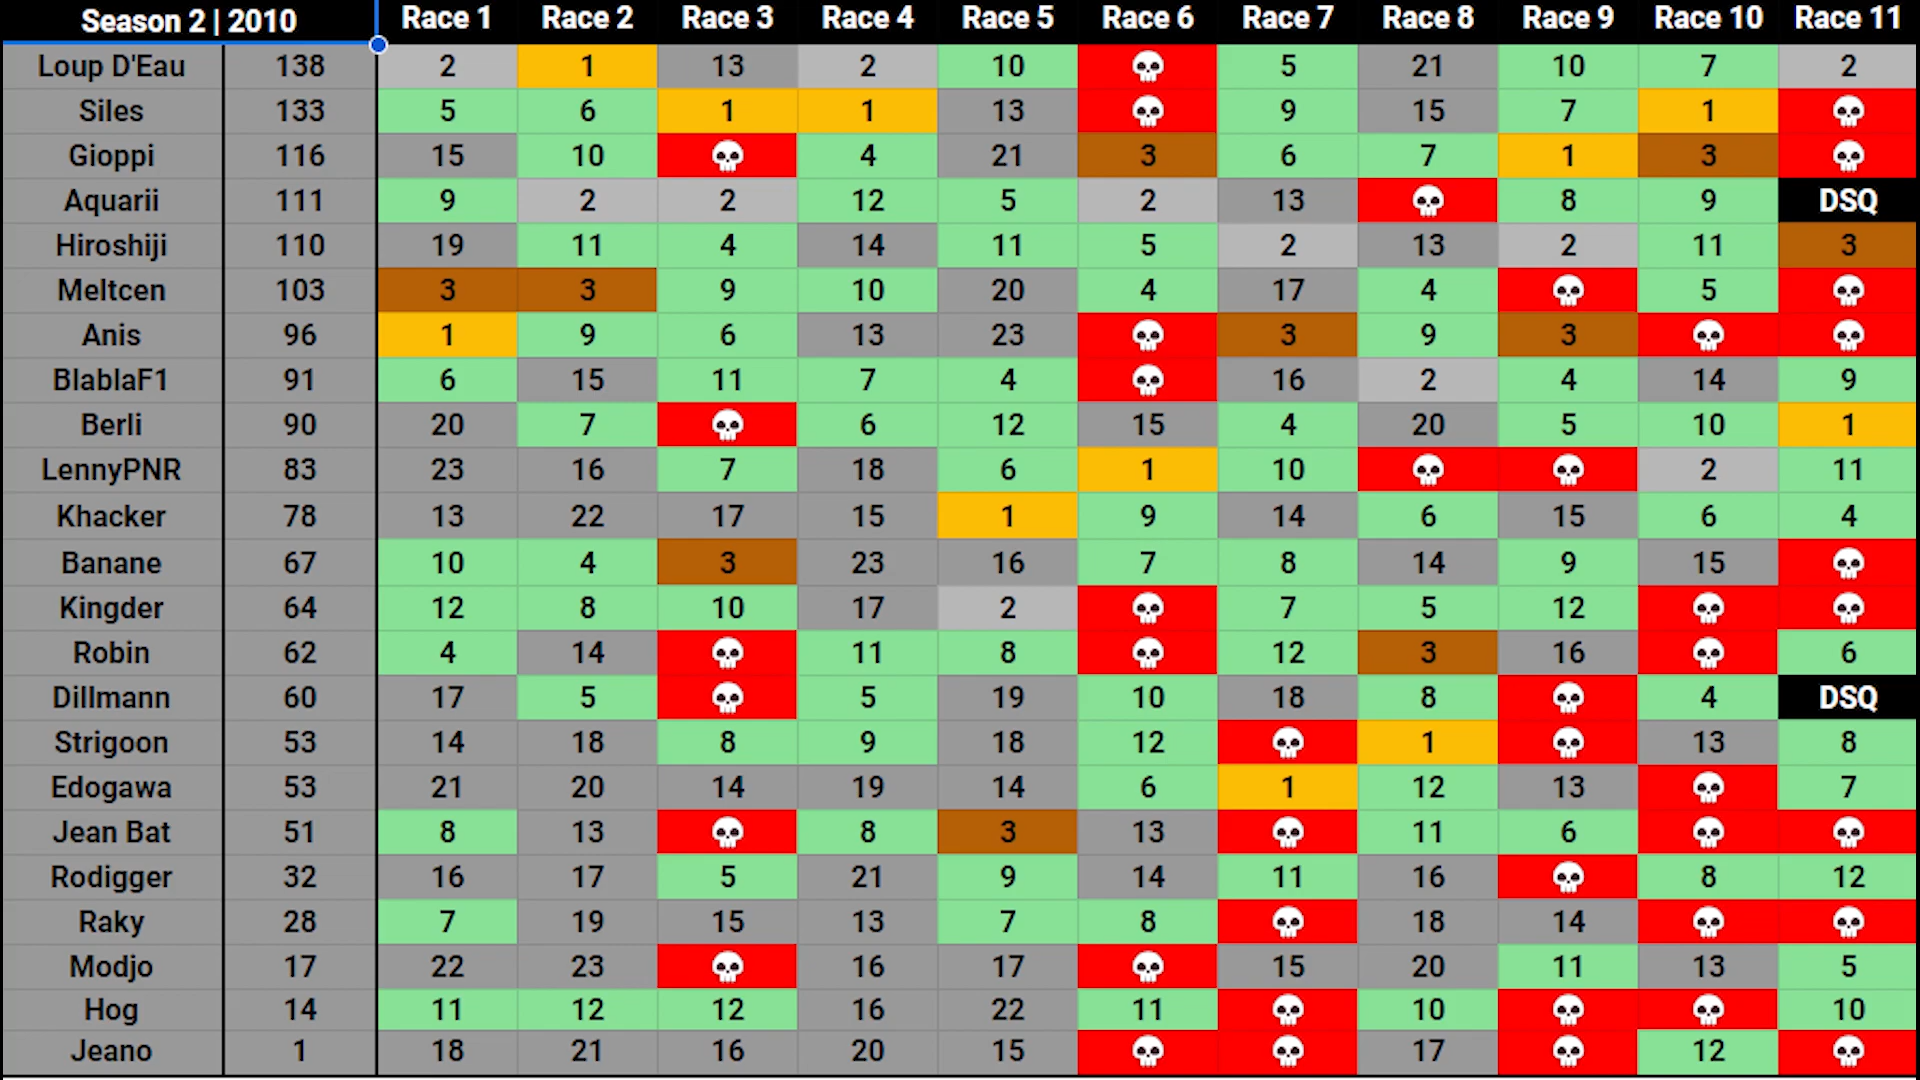 Season 2 | 2010 Race 1 Race 2 Race 3 Race 4 Race 5 Race 6 Race 7 Race 8 Race 9 Race 10 Race 11
Loup D'Eau 138 2 1 13 2 10 5 21 10 7 2
Siles 133 5 6 1 1 13 9 15 7 1
Gioppi 116 15 10 4 21 3 6 7 1 3
Aquarii 111 9 2 2 12 5 2 13 8 9 DSQ
Hiroshiji 110 19 11 4 14 11 5 2 13 2 11 3
Meltcen 103 3 3 9 10 20 4 17 4 5
Anis 96 1 9 6 13 23 3 9 3
BlablaF1 91 6 15 11 7 4 16 2 4 14 9
Berli 90 20 7 6 12 15 4 20 5 10 1
LennyPNR 83 23 16 7 18 6 1 10 2 11
Khacker 78 13 22 17 15 1 9 14 6 15 6 4
Banane 67 10 4 3 23 16 7 8 14 9 15
Kingder 64 12 8 10 17 2 7 5 12
Robin 62 4 14 11 8 12 3 16 6
Dillmann 60 17 5 5 19 10 18 8 4 DSQ
Strigoon 53 14 18 8 9 18 12 1 13 8
Edogawa 53 21 20 14 19 14 6 1 12 13 7
Jean Bat 51 8 13 8 3 13 11 6
Rodigger 32 16 17 5 21 9 14 11 16 8 12
Raky 28 7 19 15 13 7 8 18 14
Modjo 17 22 23 16 17 15 20 11 13 5
Hog 14 11 12 12 16 22 11 10 10
Jeano 1 18 21 16 20 15 17 12